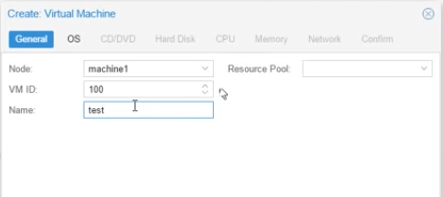 Create: Virtual Machine
General OS CD/DVD Hard Disk CPU Memory Network Confirm
Node: machine1 Resource Pool:
VM ID: 100
Name: test